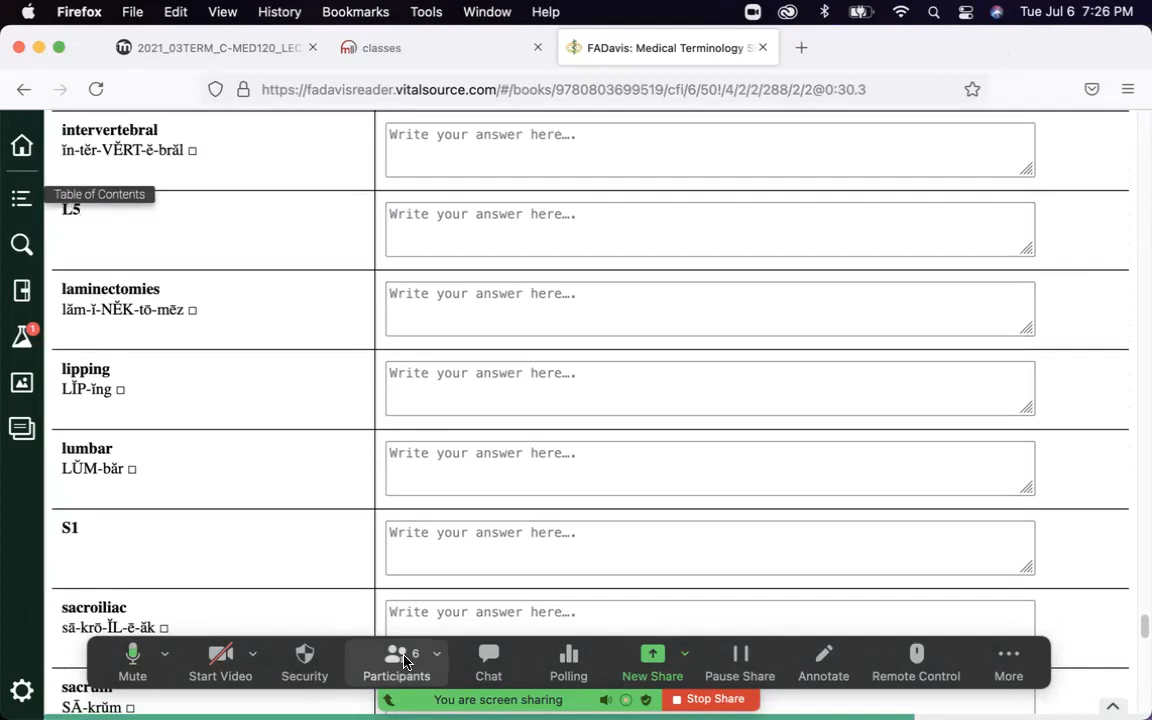 Firefox File Edit View History Bookmarks Tools Window Help Tue Jul 6 7:26 PM
2021_03TERM_C-MED120_LEC classes FADavis: Medical Terminology S
https://fadavisreader.vitalsource.com/#/books/9780803699519/cfi/6/50!/4/2/2/288/2/2@0:30.3
intervertebral
ĭn-tĕr-VĔRT-ĕ-brăl
Write your answer here….
Table of Contents
L5
Write your answer here….
laminectomies
lăm-ĭ-NĔK-tō-mēz
Write your answer here….
1
lipping
LĬP-ĭng
Write your answer here….
lumbar
LŬM-băr
Write your answer here….
S1
Write your answer here….
sacroiliac
sā-krō-ĬL-ē-ăk
Write your answer here….
6
Mute Start Video Security Participants Chat Polling New Share Pause Share Annotate Remote Control More
SĀ-krŭm
You are screen sharing Stop Share